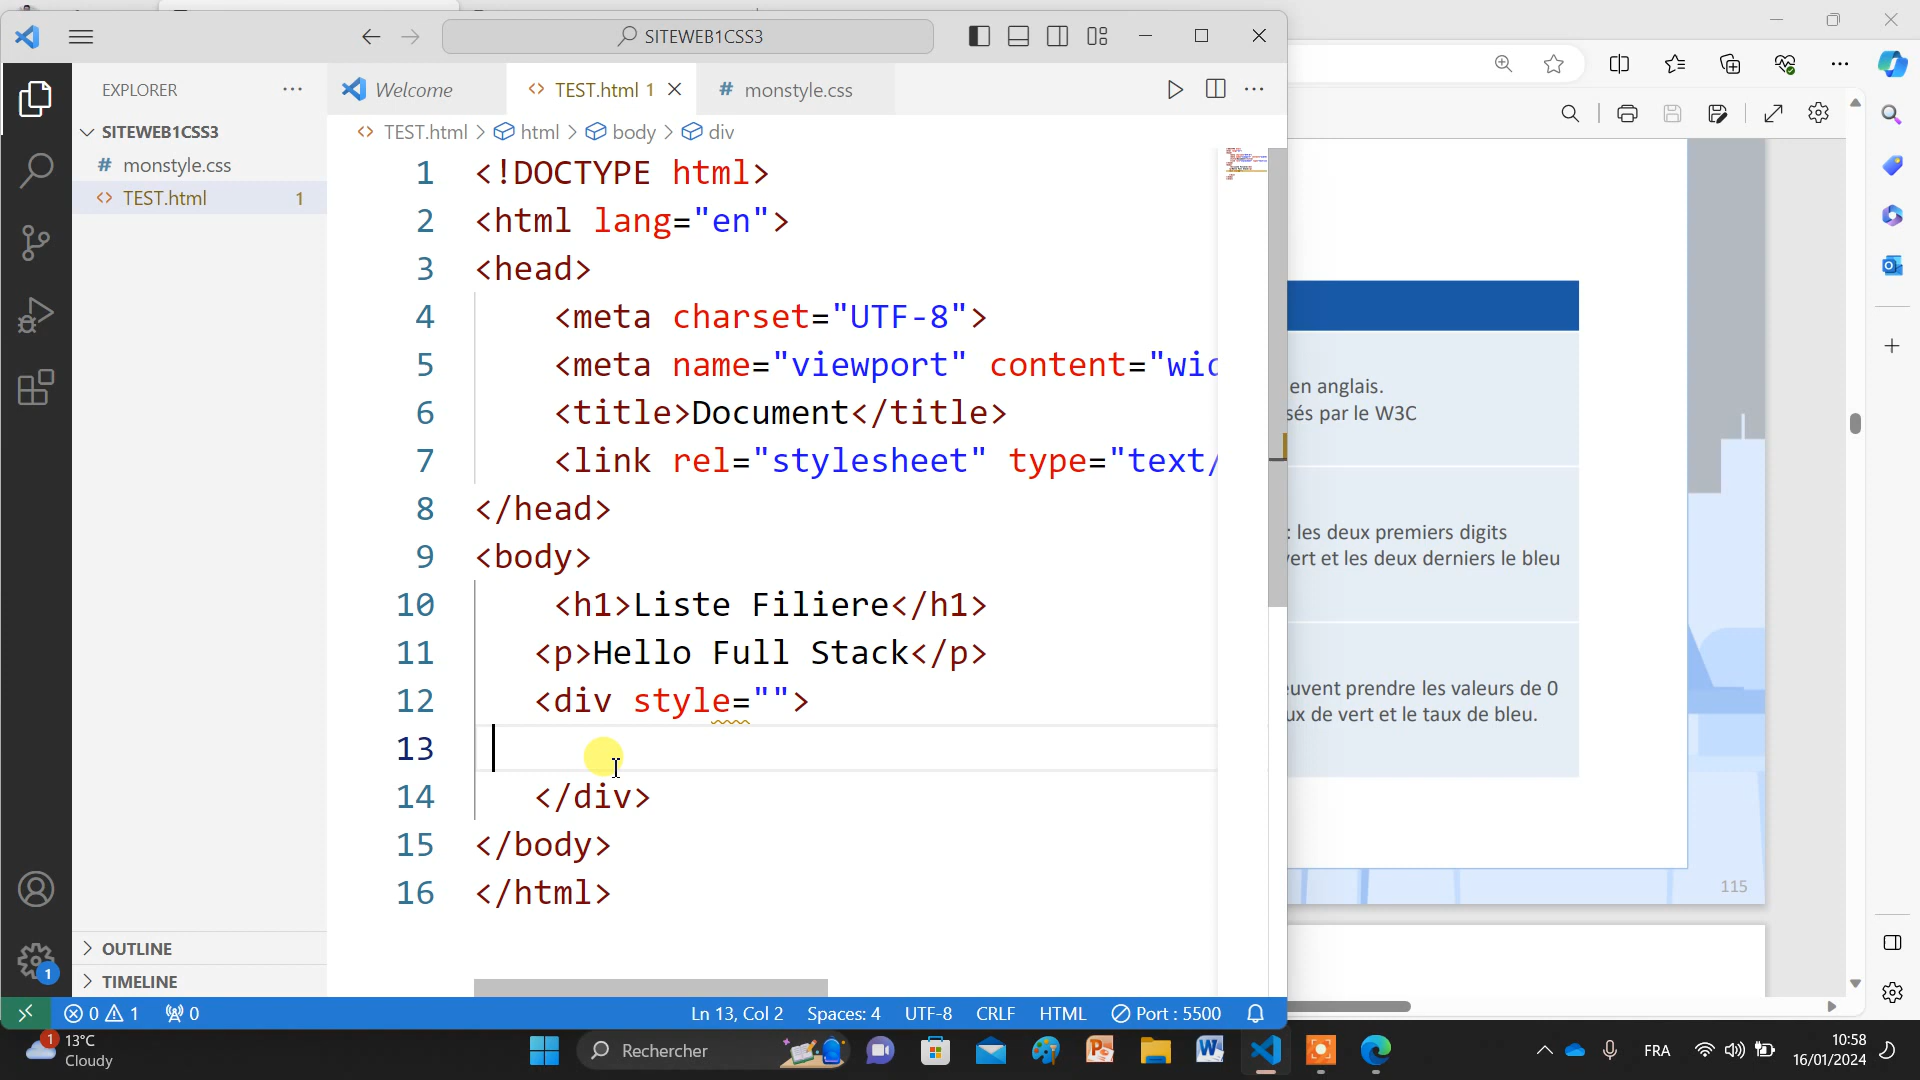 SITEWEB1CSS3
EXPLORER
Welcome
TEST.html 1
monstyle.css
SITEWEB1CSS3
monstyle.css
TEST.html 1
TEST.html > html > body > div
1 <!DOCTYPE html>
2 <html lang="en">
3 <head>
4 <meta charset="UTF-8">
5 <meta name="viewport" content="wid
6 <title>Document</title>
7 <link rel="stylesheet" type="text/
8 </head>
9 <body>
10 <h1>Liste Filiere</h1>
11 <p>Hello Full Stack</p>
12 <div style="">
13
14 </div>
15 </body>
16 </html>
en anglais.
sés par le W3C
: les deux premiers digits
vert et les deux derniers le bleu
euvent prendre les valeurs de 0
ux de vert et le taux de bleu.
115
OUTLINE
TIMELINE
1
0 1 0
Ln 13, Col 2
Spaces: 4
UTF-8
CRLF
HTML
Port : 5500
1
13°C
Cloudy
Rechercher
FRA
10:58
16/01/2024